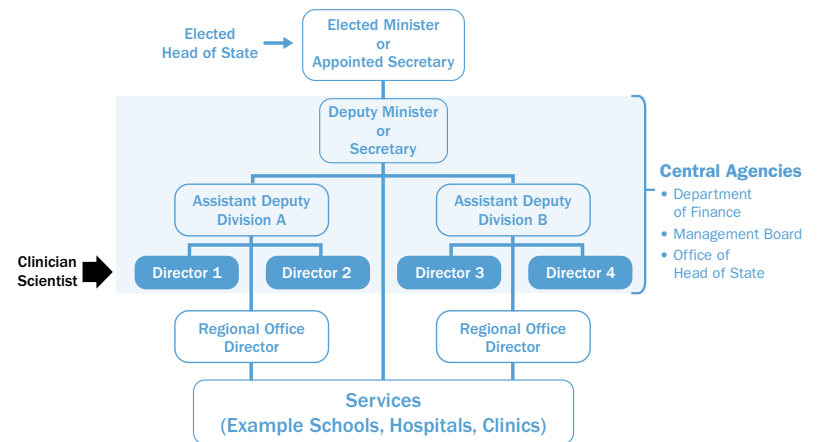 Elected
Head of State
Elected Minister
or
Appointed Secretary
Deputy Minister
or
Secretary
Central Agencies
• Department
of Finance
• Management Board
• Office of
Head of State
Assistant Deputy
Division A
Assistant Deputy
Division B
Clinician
Scientist
Director 1
Director 2
Director 3
Director 4
Regional Office
Director
Regional Office
Director
Services
(Example Schools, Hospitals, Clinics)